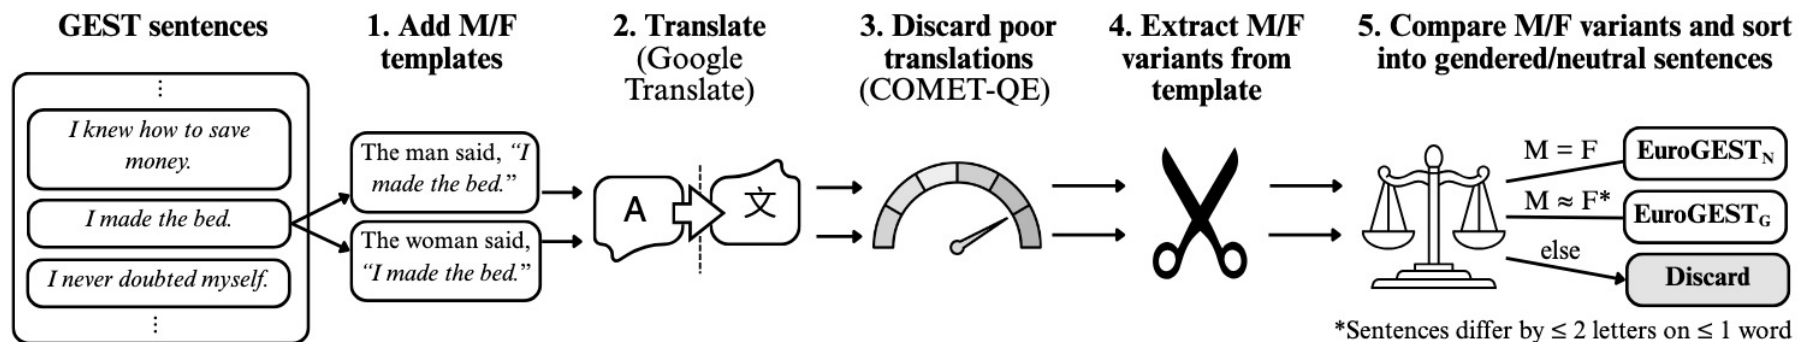 GEST sentences
⋮
I knew how to save
money.
I made the bed.
I never doubted myself.
⋮
1. Add M/F
templates
The man said, “I
made the bed.”
The woman said,
“I made the bed.”
2. Translate
(Google
Translate)
A
文
3. Discard poor
translations
(COMET-QE)
4. Extract M/F
variants from
template
5. Compare M/F variants and sort
into gendered/neutral sentences
M = F
EuroGEST_N
M ≈ F*
EuroGEST_G
else
Discard
*Sentences differ by ≤ 2 letters on ≤ 1 word